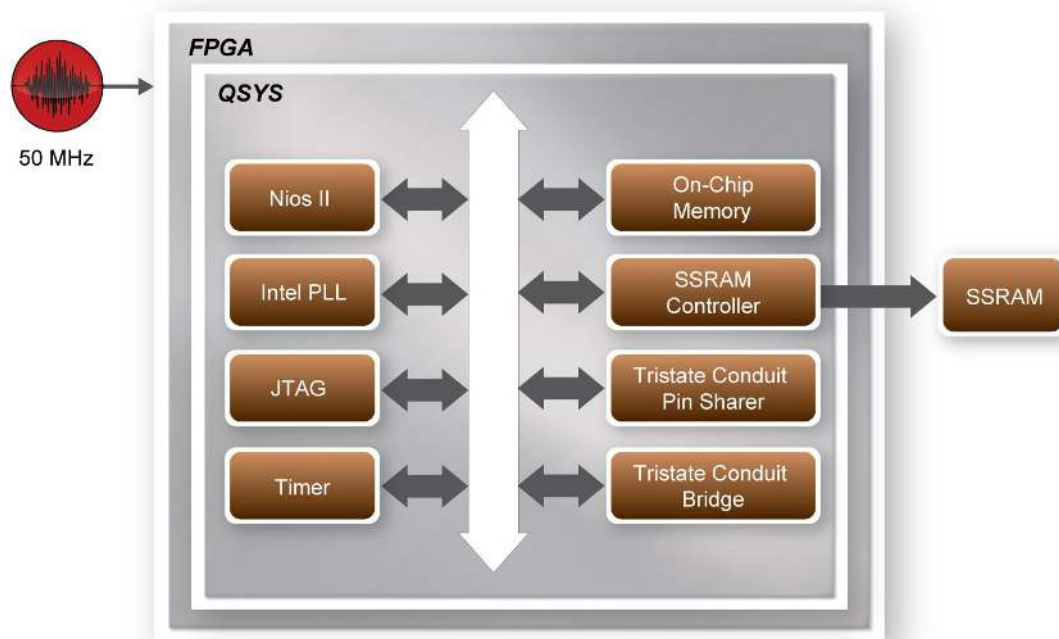 FPGA
QSYS
50 MHz
Nios II
On-Chip
Memory
Intel PLL
SSRAM
Controller
SSRAM
JTAG
Tristate Conduit
Pin Sharer
Timer
Tristate Conduit
Bridge